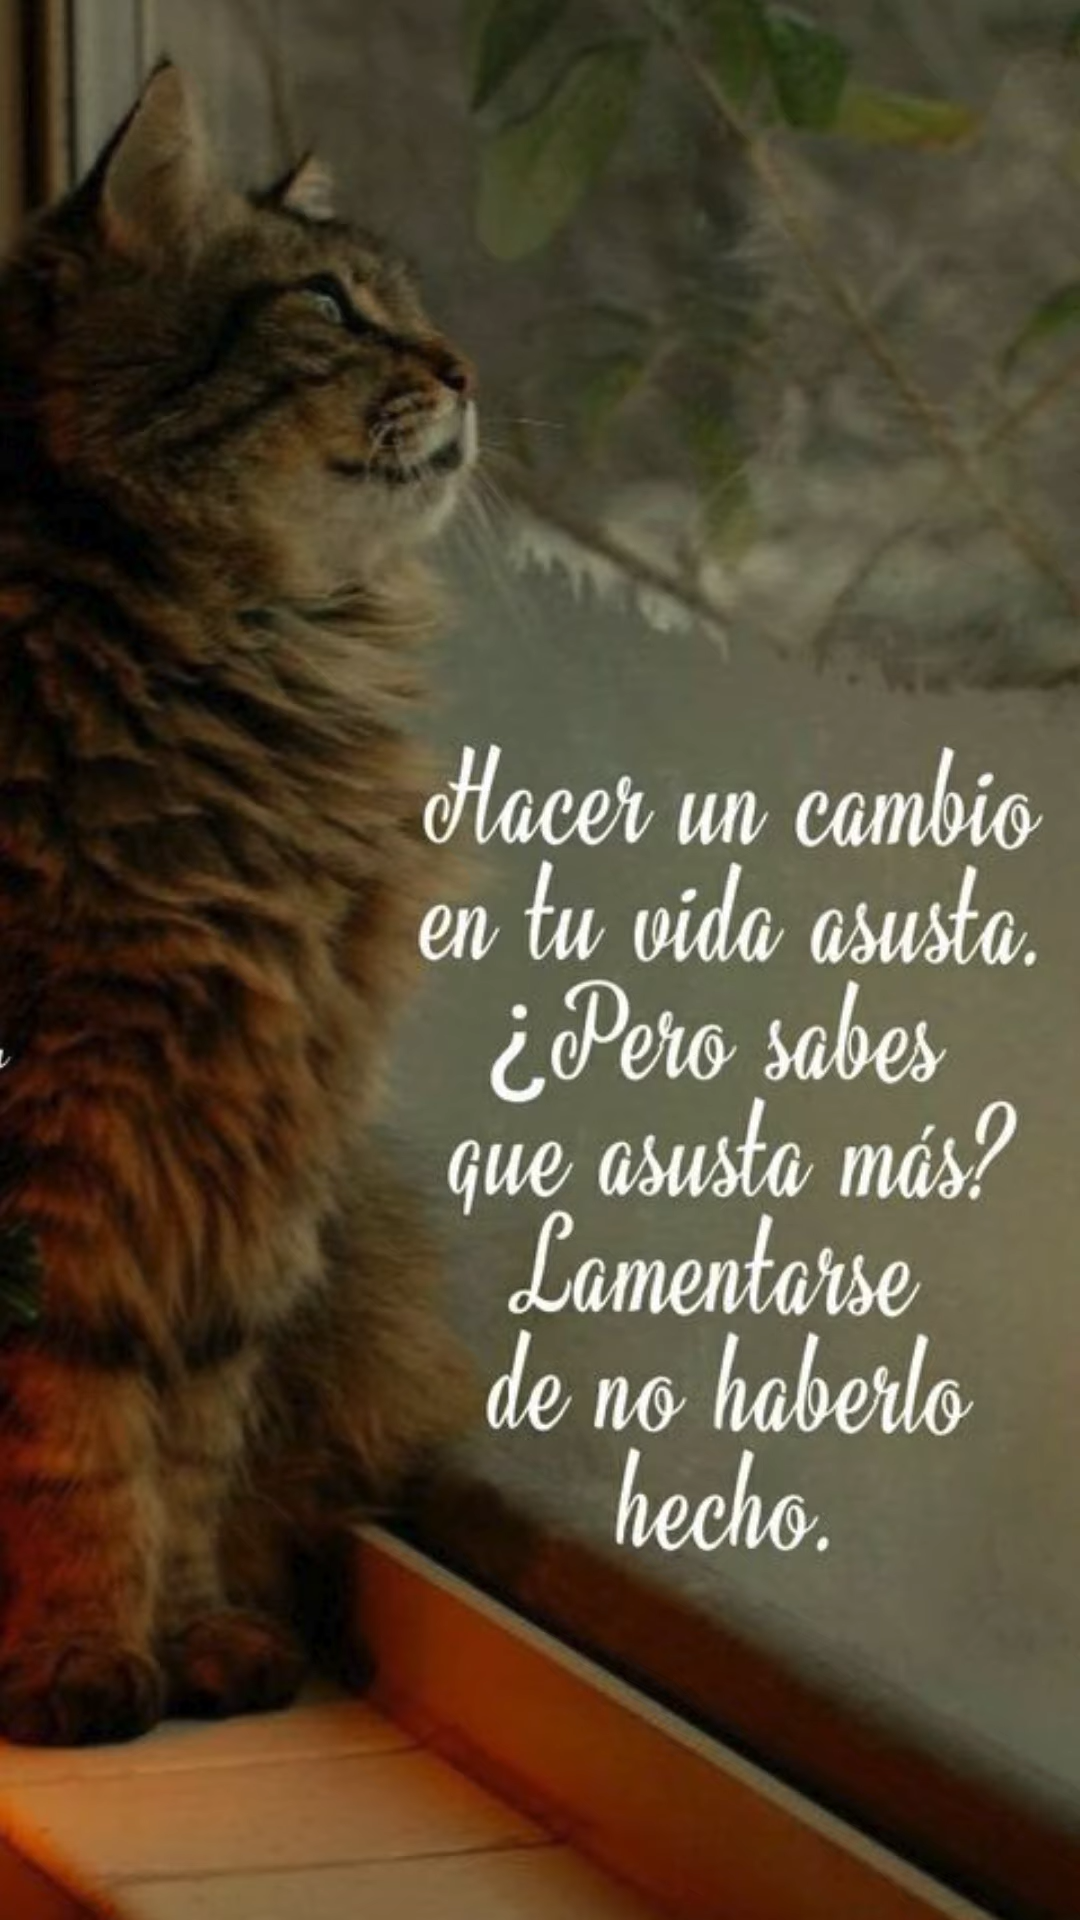 Hacer un cambio
en tu vida asusta.
¿Pero sabes
que asusta más?
Lamentarse
de no haberlo
hecho.